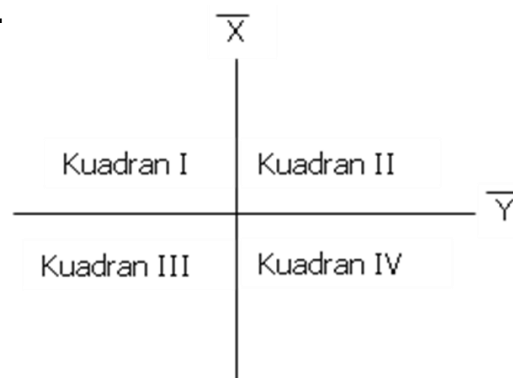 X̅
Kuadran I
Kuadran II
Y̅
Kuadran III
Kuadran IV